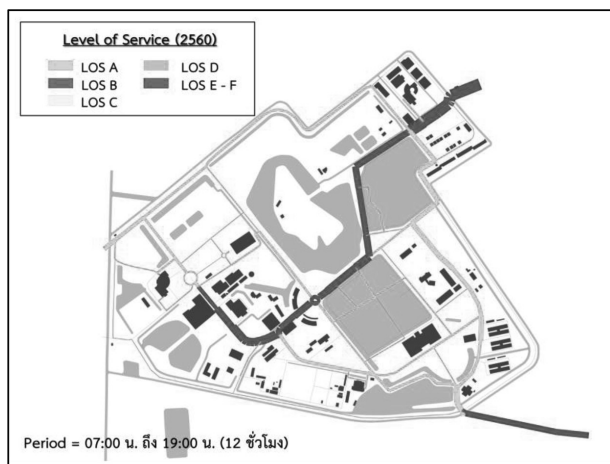 Level of Service (2560)
LOS A
LOS D
LOS B
LOS E - F
LOS C
Period = 07:00 น. ถึง 19:00 น. (12 ชั่วโมง)